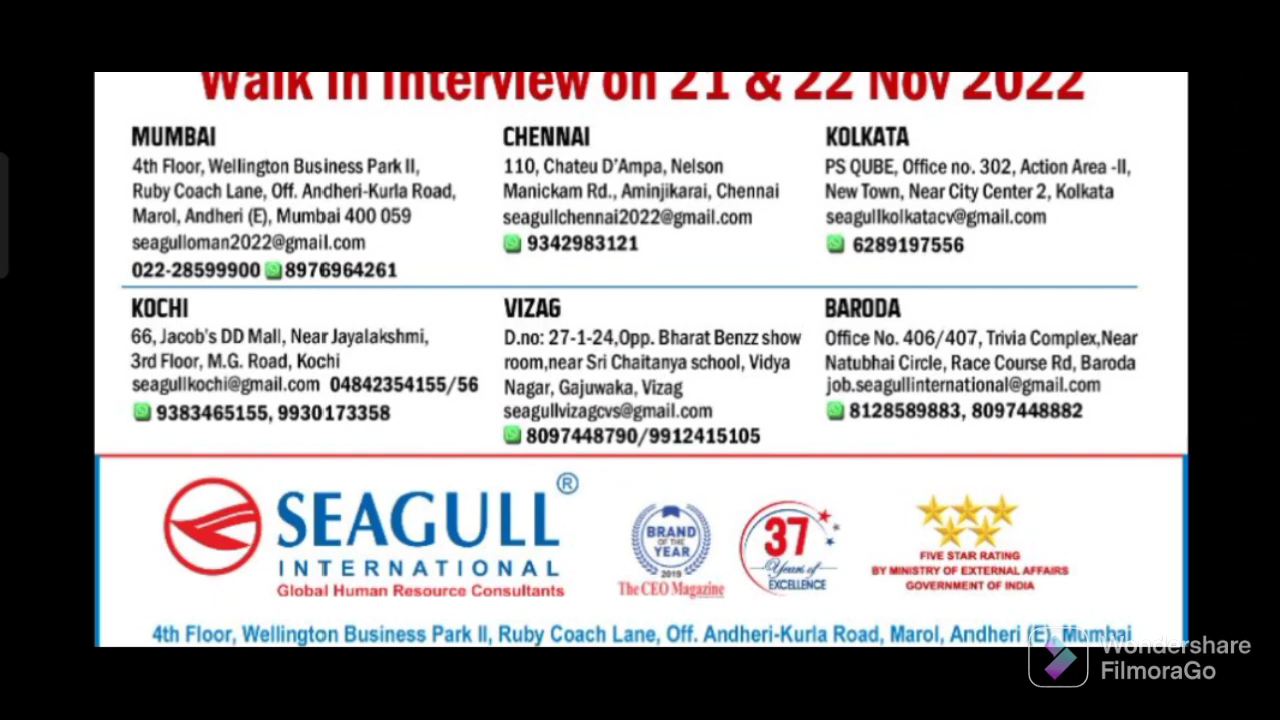 Walk in Interview on 21 & 22 Nov 2022
MUMBAI
4th Floor, Wellington Business Park II,
Ruby Coach Lane, Off. Andheri-Kurla Road,
Marol, Andheri (E), Mumbai 400 059
seagulloman2022@gmail.com
022-28599900 8976964261
CHENNAI
110, Chateu D'Ampa, Nelson
Manickam Rd., Aminjikarai, Chennai
seagullchennai2022@gmail.com
9342983121
KOLKATA
PS QUBE, Office no. 302, Action Area -II,
New Town, Near City Center 2, Kolkata
seagullkolkatacv@gmail.com
6289197556
KOCHI
66, Jacob's DD Mall, Near Jayalakshmi,
3rd Floor, M.G. Road, Kochi
seagullkochi@gmail.com 04842354155/56
9383465155, 9930173358
VIZAG
D.no: 27-1-24,Opp. Bharat Benzz show
room,near Sri Chaitanya school, Vidya
Nagar, Gajuwaka, Vizag
seagullvizagcvs@gmail.com
8097448790/9912415105
BARODA
Office No. 406/407, Trivia Complex,Near
Natubhai Circle, Race Course Rd, Baroda
job.seagullinternational@gmail.com
8128589883, 8097448882
SEAGULL ®
INTERNATIONAL
Global Human Resource Consultants
BRAND
OF THE
YEAR
2019
The CEO Magazine
37
Years of
EXCELLENCE
FIVE STAR RATING
BY MINISTRY OF EXTERNAL AFFAIRS
GOVERNMENT OF INDIA
4th Floor, Wellington Business Park II, Ruby Coach Lane, Off. Andheri-Kurla Road, Marol, Andheri (E), Mumbai
Wondershare
FilmoraGo